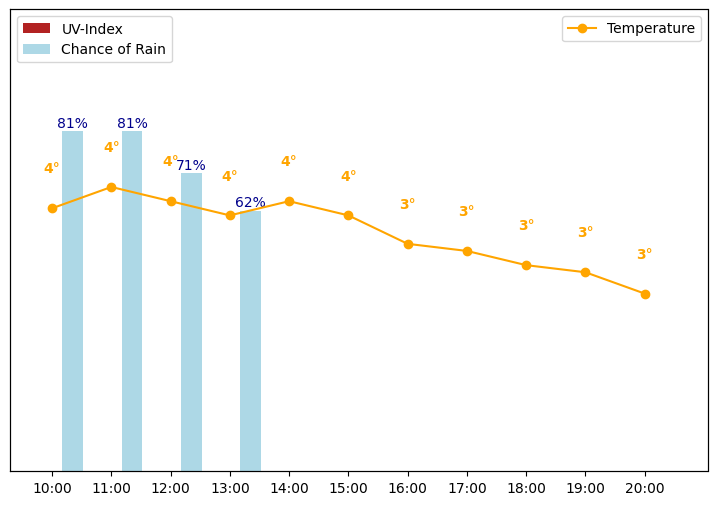 UV-Index
Chance of Rain
Temperature
81% 81%
4° 4° 4° 71% 4° 4° 4°
62% 3° 3° 3° 3° 3°
10:00 11:00 12:00 13:00 14:00 15:00 16:00 17:00 18:00 19:00 20:00